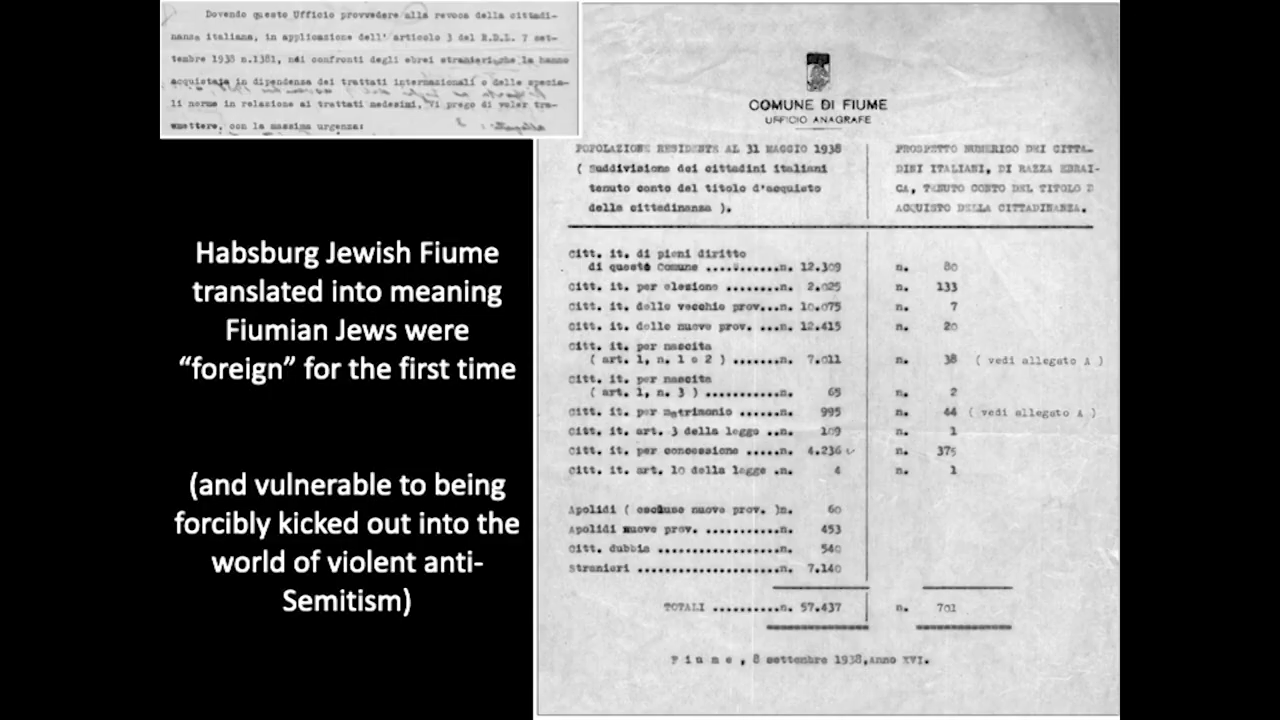 Dovendo questo Ufficio provvedere alla revoca della cittadi-
nanza italiana, in applicazione dell' articolo 3 del R.D.L. 7 set-
tembre 1938 n.1381, nei confronti degli ebrei stranieri che la hanno
acquistata in dipendenza dei trattati internazionali o delle specia-
li norme in relazione ai trattati medesimi, Vi prego di voler tra-
smettere, con la massima urgenza:
Habsburg Jewish Fiume
translated into meaning
Fiumian Jews were
“foreign” for the first time
(and vulnerable to being
forcibly kicked out into the
world of violent anti-
Semitism)
COMUNE DI FIUME
UFFICIO ANAGRAFE
POPOLAZIONE RESIDENTE AL 31 MAGGIO 1938
( Suddivisione dei cittadini italiani
tenuto conto del titolo d'acquisto
della cittadinanza ).
PROSPETTO NUMERICO DEI CITTA-
DINI ITALIANI, DI RAZZA EBRAI-
CA, TENUTO CONTO DEL TITOLO D
ACQUISTO DELLA CITTADINANZA.
Citt. it. di pieni diritto
di questo Comune ...........n. 12.309 n. 80
Citt. it. per elezione ........n. 2.025 n. 133
Citt. it. delle vecchie prov...n. 10.075 n. 7
Citt. it. delle nuove prov. ...n. 12.415 n. 20
Citt. it. per nascita
( art. 1, n. 1 e 2 ) .......n. 7.011 n. 38 ( vedi allegato A )
Citt. it. per nascita
( art. 1, n. 3 ) ...........n. 65 n. 2
Citt. it. per matrimonio ......n. 995 n. 44 ( vedi allegato A )
Citt. it. art. 3 della legge ..n. 109 n. 1
Citt. it. per concessione .....n. 4.236 n. 375
Citt. it. art. 10 della legge .n. 4 n. 1
Apolidi ( escluse nuove prov. )n. 60
Apolidi nuove prov. ...........n. 453
Citt. dubbia ..................n. 540
Stranieri .....................n. 7.140
TOTALI ..........n. 57.437 n. 701
Fiume, 8 settembre 1938,Anno XVI.